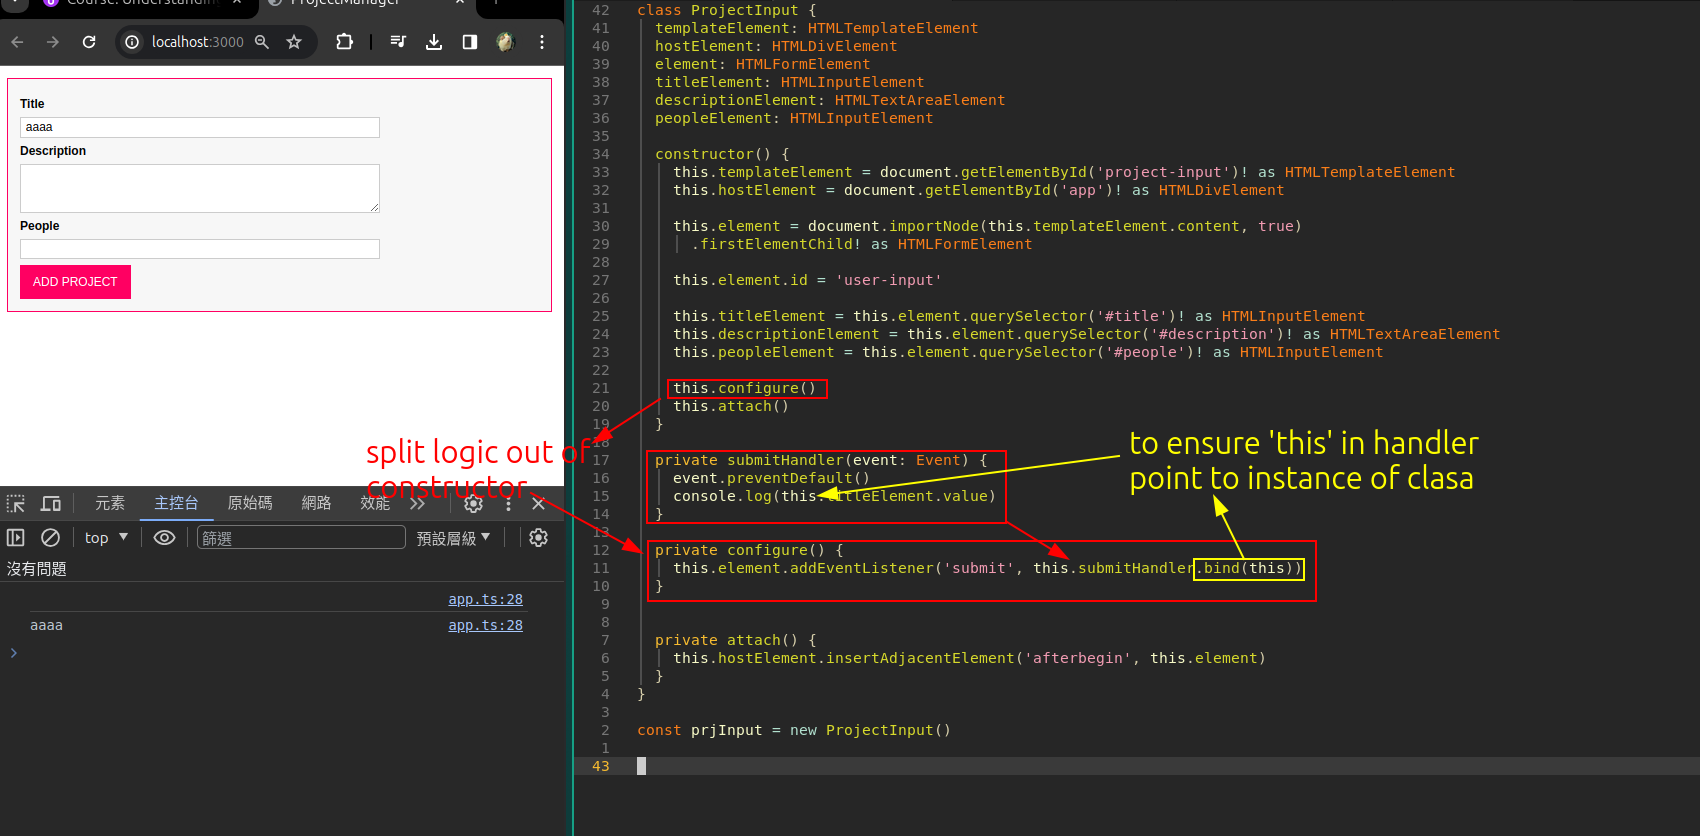 Course: Understanding
ProjectManager
localhost:3000
Title
aaaa
Description
People
ADD PROJECT
split logic out of
constructor
元素 主控台 原始碼 網路 效能
top 篩選 預設層級
沒有問題
app.ts:28
aaaa app.ts:28
42 class ProjectInput {
41 templateElement: HTMLTemplateElement
40 hostElement: HTMLDivElement
39 element: HTMLFormElement
38 titleElement: HTMLInputElement
37 descriptionElement: HTMLTextAreaElement
36 peopleElement: HTMLInputElement
35
34 constructor() {
33 this.templateElement = document.getElementById('project-input')! as HTMLTemplateElement
32 this.hostElement = document.getElementById('app')! as HTMLDivElement
31
30 this.element = document.importNode(this.templateElement.content, true)
29 .firstElementChild! as HTMLFormElement
28
27 this.element.id = 'user-input'
26
25 this.titleElement = this.element.querySelector('#title')! as HTMLInputElement
24 this.descriptionElement = this.element.querySelector('#description')! as HTMLTextAreaElement
23 this.peopleElement = this.element.querySelector('#people')! as HTMLInputElement
22
21 this.configure()
20 this.attach()
19 }
18
17 private submitHandler(event: Event) {
16 event.preventDefault()
15 console.log(this.titleElement.value)
14 }
13
12 private configure() {
11 this.element.addEventListener('submit', this.submitHandler.bind(this))
10 }
9
8
7 private attach() {
6 this.hostElement.insertAdjacentElement('afterbegin', this.element)
5 }
4 }
3
2 const prjInput = new ProjectInput()
1
43
to ensure 'this' in handler
point to instance of clasa